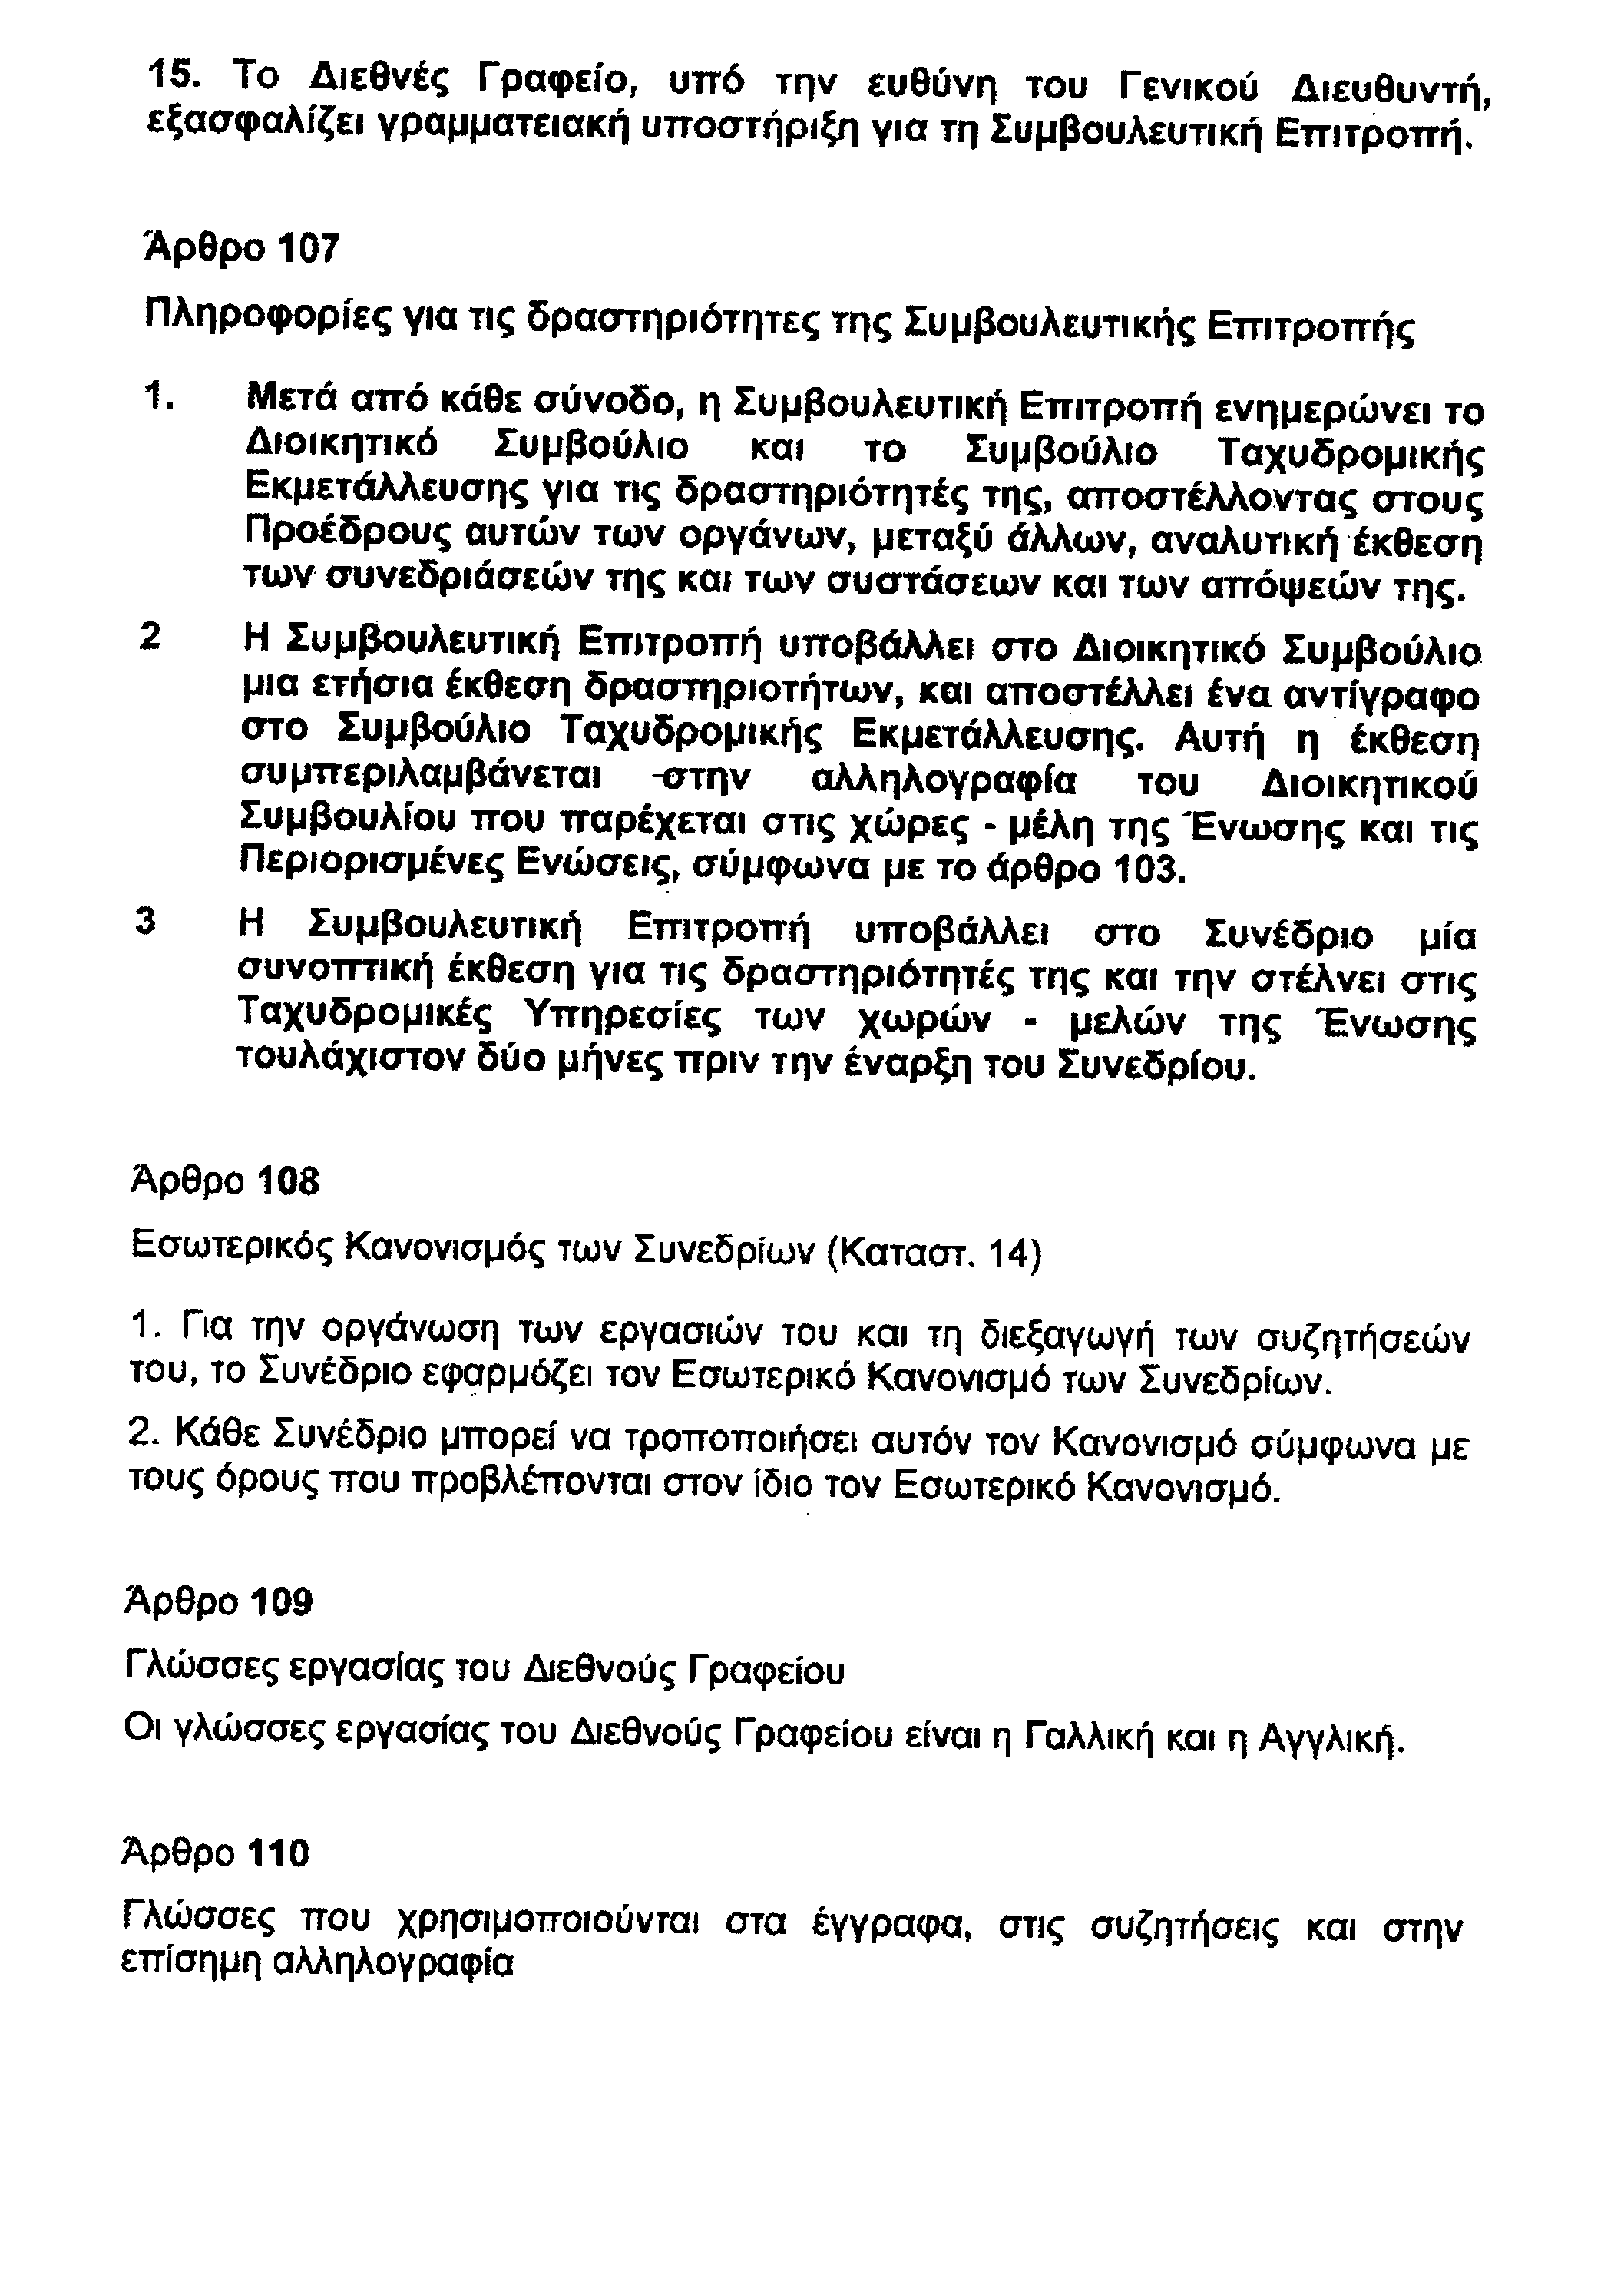 15. Το Διεθνές Γραφείο, υπό την ευθύνη του Γενικού Διευθυντή,
εξασφαλίζει γραμματειακή υποστήριξη για τη Συμβουλευτική Επιτροπή.
Άρθρο 107
Πληροφορίες για τις δραστηριότητες της Συμβουλευτικής Επιτροπής
1. Μετά από κάθε σύνοδο, η Συμβουλευτική Επιτροπή ενημερώνει το
Διοικητικό Συμβούλιο και το Συμβούλιο Ταχυδρομικής
Εκμετάλλευσης για τις δραστηριότητές της, αποστέλλοντας στους
Προέδρους αυτών των οργάνων, μεταξύ άλλων, αναλυτική έκθεση
των συνεδριάσεών της και των συστάσεων και των απόψεών της.
2 Η Συμβουλευτική Επιτροπή υποβάλλει στο Διοικητικό Συμβούλιο
μια ετήσια έκθεση δραστηριοτήτων, και αποστέλλει ένα αντίγραφο
στο Συμβούλιο Ταχυδρομικής Εκμετάλλευσης. Αυτή η έκθεση
συμπεριλαμβάνεται στην αλληλογραφία του Διοικητικού
Συμβουλίου που παρέχεται στις χώρες - μέλη της Ένωσης και τις
Περιορισμένες Ενώσεις, σύμφωνα με το άρθρο 103.
3 Η Συμβουλευτική Επιτροπή υποβάλλει στο Συνέδριο μία
συνοπτική έκθεση για τις δραστηριότητές της και την στέλνει στις
Ταχυδρομικές Υπηρεσίες των χωρών - μελών της Ένωσης
τουλάχιστον δύο μήνες πριν την έναρξη του Συνεδρίου.
Άρθρο 108
Εσωτερικός Κανονισμός των Συνεδρίων (Καταστ. 14)
1. Για την οργάνωση των εργασιών του και τη διεξαγωγή των συζητήσεών
του, το Συνέδριο εφαρμόζει τον Εσωτερικό Κανονισμό των Συνεδρίων.
2. Κάθε Συνέδριο μπορεί να τροποποιήσει αυτόν τον Κανονισμό σύμφωνα με
τους όρους που προβλέπονται στον ίδιο τον Εσωτερικό Κανονισμό.
Άρθρο 109
Γλώσσες εργασίας του Διεθνούς Γραφείου
Οι γλώσσες εργασίας του Διεθνούς Γραφείου είναι η Γαλλική και η Αγγλική.
Άρθρο 110
Γλώσσες που χρησιμοποιούνται στα έγγραφα, στις συζητήσεις και στην
επίσημη αλληλογραφία